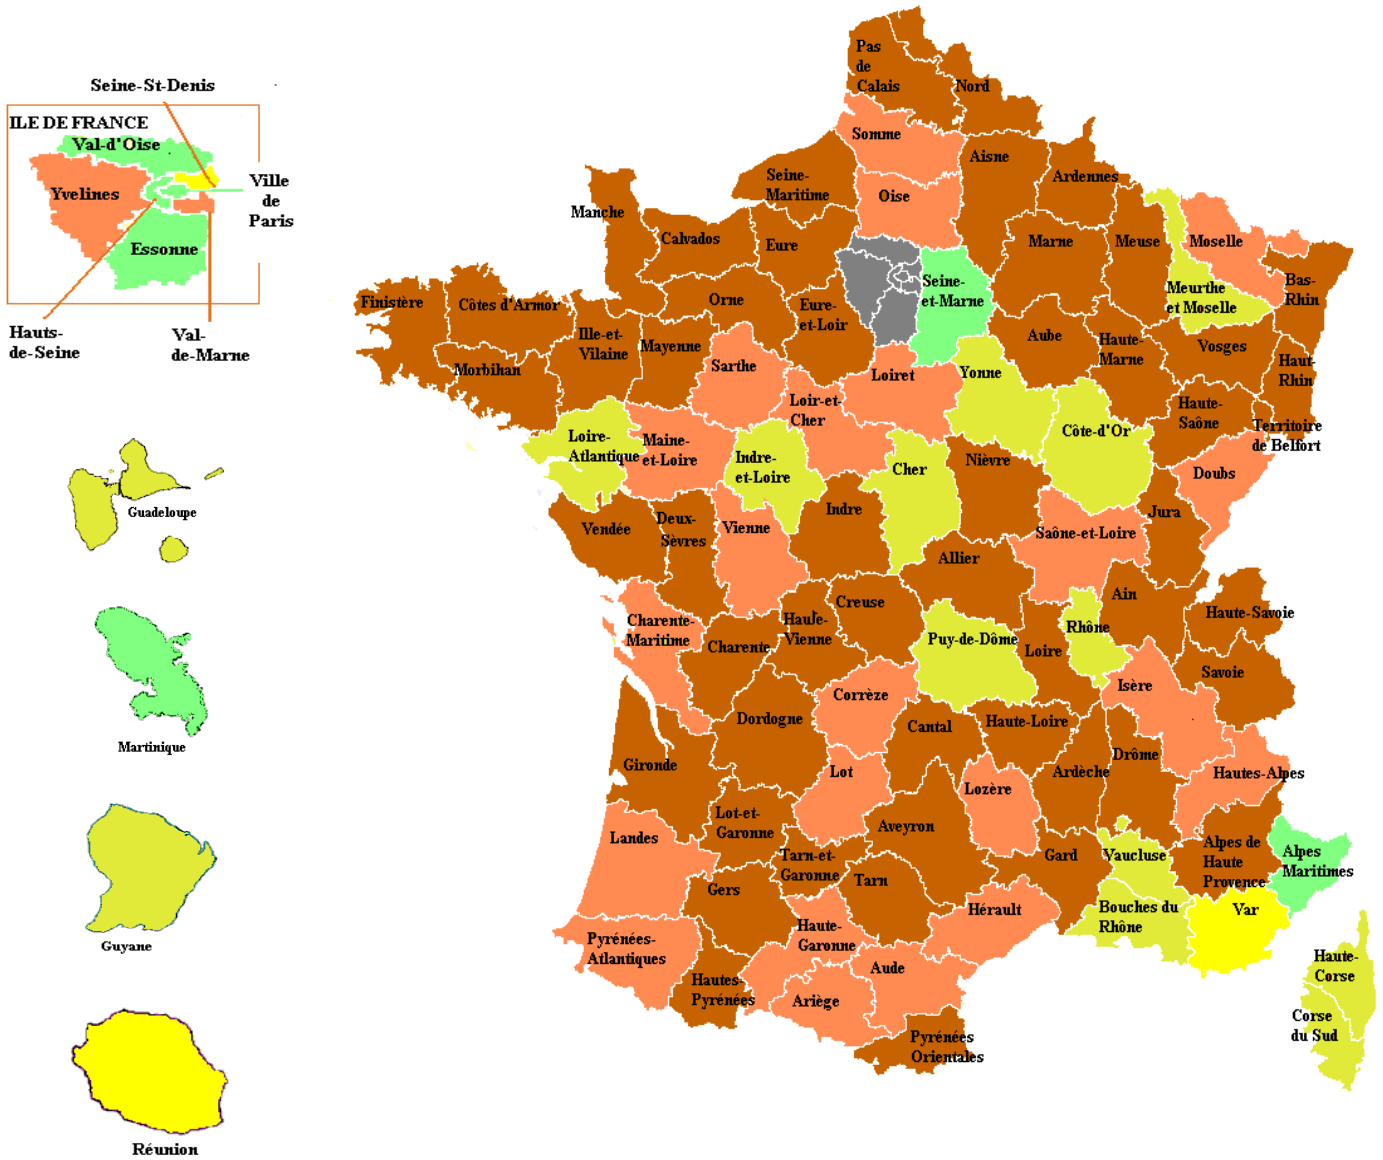 Seine-St-Denis
ILE DE FRANCE
Val-d'Oise
Yvelines
Ville
de
Paris
Essonne
Hauts-
de-Seine
Val-
de-Marne
Guadeloupe
Martinique
Guyane
Réunion
Pas
de
Calais
Nord
Somme
Aisne
Ardennes
Seine-
Maritime
Oise
Manche
Calvados
Eure
Marne
Meuse
Moselle
Meurthe
et Moselle
Bas-
Rhin
Seine-
et-Marne
Finistère
Côtes d'Armor
Orne
Eure-
et-Loir
Ille-et-
Vilaine
Mayenne
Morbihan
Sarthe
Loiret
Yonne
Aube
Haute-
Marne
Vosges
Haut-
Rhin
Loir-et-
Cher
Côte-d'Or
Haute-
Saône
Territoire
de Belfort
Loire-
Atlantique
Maine-
et-Loire
Indre-
et-Loire
Cher
Nièvre
Doubs
Vendée
Deux-
Sèvres
Vienne
Indre
Saône-et-Loire
Jura
Allier
Charente-
Maritime
Haute-
Vienne
Creuse
Ain
Haute-Savoie
Charente
Puy-de-Dôme
Loire
Rhône
Savoie
Isère
Corrèze
Dordogne
Cantal
Haute-Loire
Gironde
Lot
Lozère
Ardèche
Drôme
Hautes-Alpes
Landes
Lot-et-
Garonne
Aveyron
Tarn-et-
Garonne
Gard
Vaucluse
Alpes de
Haute
Provence
Alpes
Maritimes
Gers
Tarn
Hérault
Bouches du
Rhône
Var
Pyrénées-
Atlantiques
Haute-
Garonne
Hautes-
Pyrénées
Ariège
Aude
Pyrénées
Orientales
Haute-
Corse
Corse
du Sud